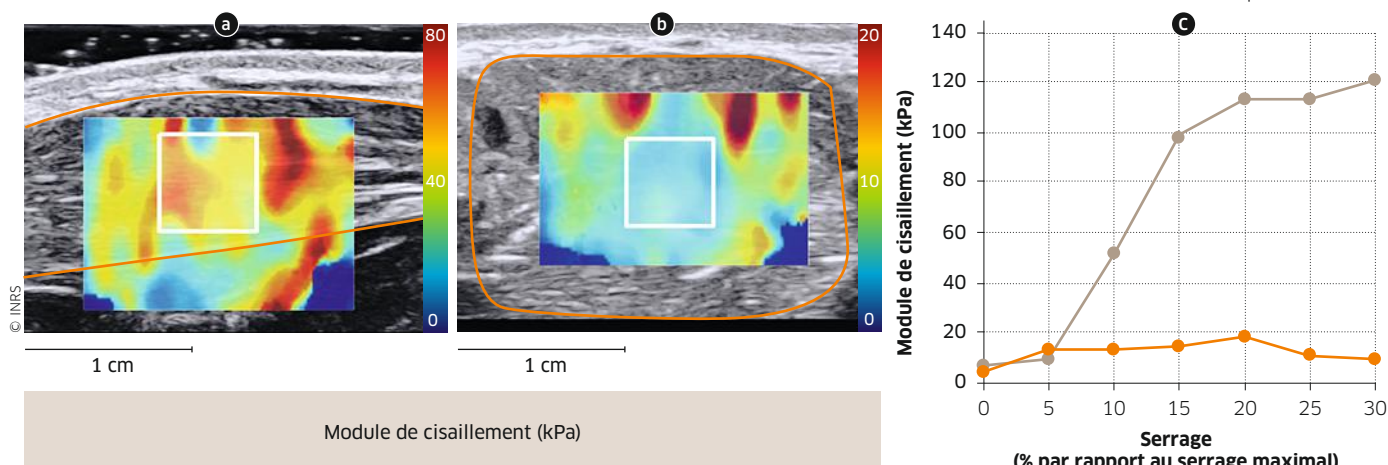 a
80
40
0
© INRS
1 cm
b
20
10
0
1 cm
Module de cisaillement (kPa)
C
Module de cisaillement (kPa)
140
120
100
80
60
40
20
0
0 5 10 15 20 25 30
Serrage
(% par rapport au serrage maximal)